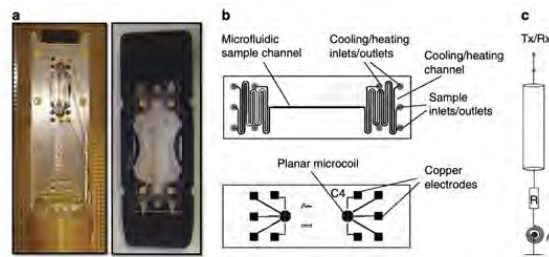 a
b
c
Microfluidic
sample channel
Cooling/heating
inlets/outlets
Cooling/heating
channel
Sample
inlets/outlets
Tx/Rx
Planar microcoil
C4
Copper
electrodes
R